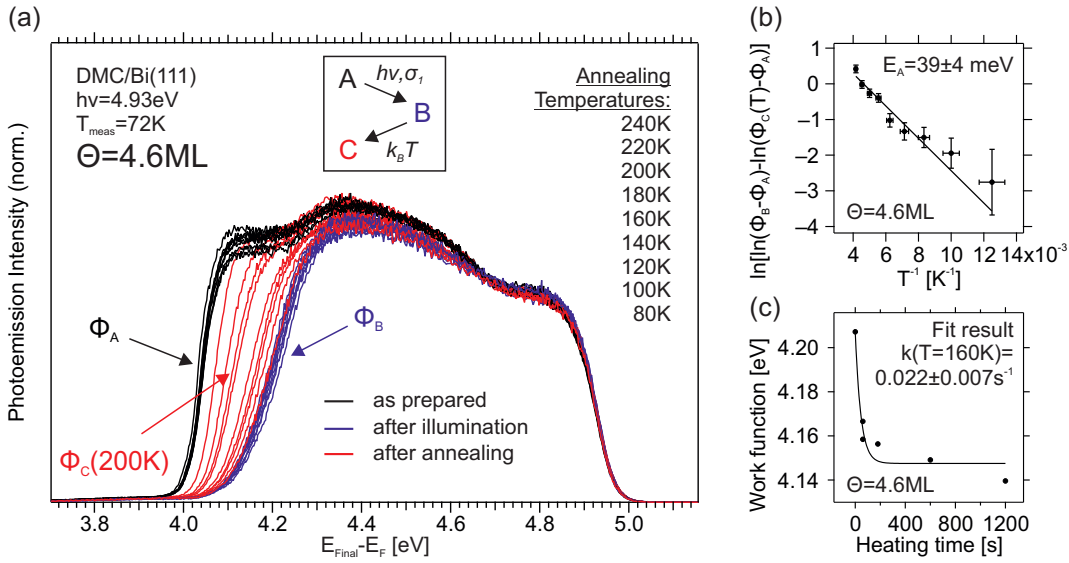 (a)
DMC/Bi(111)
hν=4.93eV
T_meas=72K
Θ=4.6ML
A
hν,σ₁
B
C
k_BT
Annealing
Temperatures:
240K
220K
200K
200K
180K
160K
140K
120K
100K
80K
Φ_A
Φ_B
Φ_C(200K)
as prepared
after illumination
after annealing
Photoemission Intensity (norm.)
3.8 4.0 4.2 4.4 4.6 4.8 5.0
E_Final-E_F [eV]
(b)
E_A=39±4 meV
Θ=4.6ML
ln[ln(Φ_B-Φ_A)-ln(Φ_C(T)-Φ_A)]
1
0
−1
−2
−3
−4
4 6 8 10 12 14x10⁻³
T⁻¹ [K⁻¹]
(c)
Fit result
k(T=160K)=
0.022±0.007s⁻¹
Θ=4.6ML
Work function [eV]
4.20
4.18
4.16
4.14
0 400 800 1200
Heating time [s]